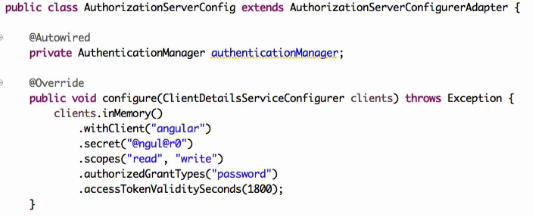 public class AuthorizationServerConfig extends AuthorizationServerConfigurerAdapter {
@Autowired
private AuthenticationManager authenticationManager;
@Override
public void configure(ClientDetailsServiceConfigurer clients) throws Exception {
clients.inMemory()
.withClient("angular")
.secret("@ngul@r0")
.scopes("read", "write")
.authorizedGrantTypes("password")
.accessTokenValiditySeconds(1800);
}